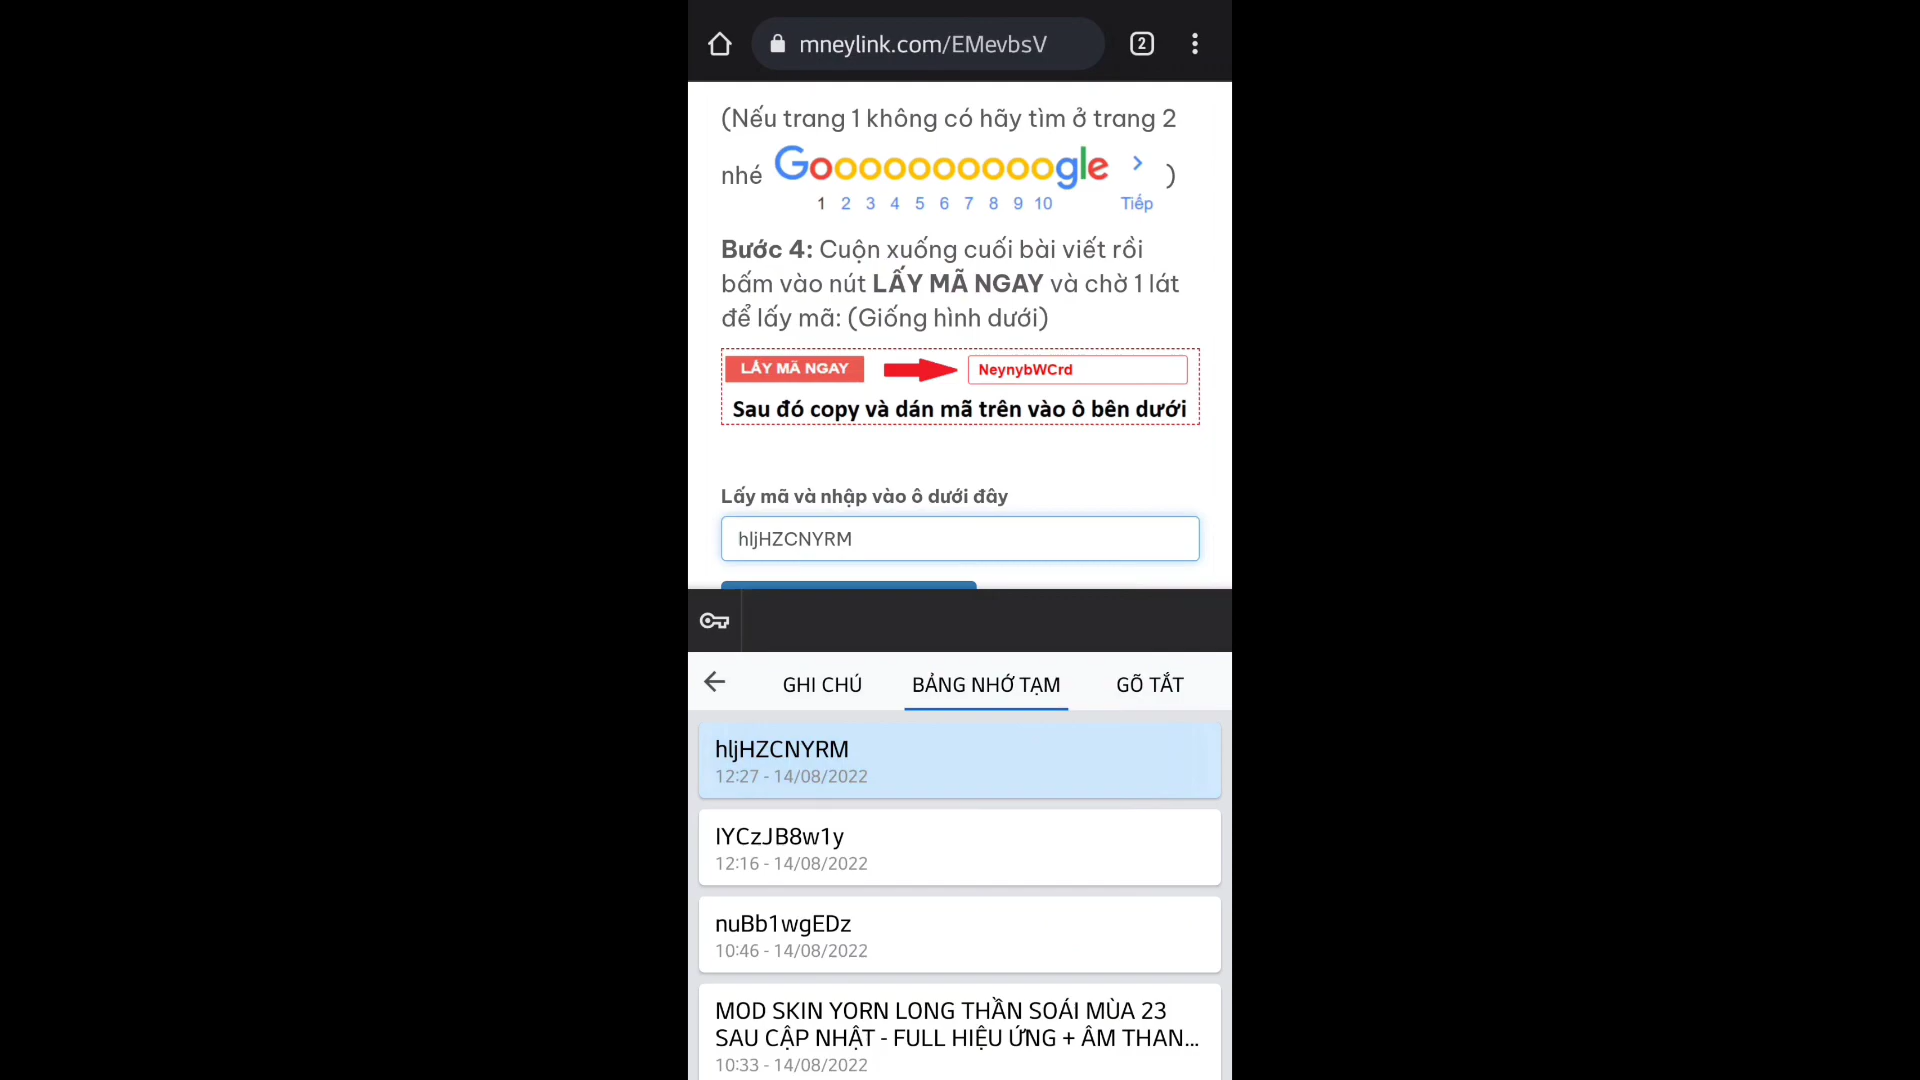 mneylink.com/EMevbsV
2
(Nếu trang 1 không có hãy tìm ở trang 2
nhé Goooooooooogle > )
1 2 3 4 5 6 7 8 9 10 Tiếp
Bước 4: Cuộn xuống cuối bài viết rồi
bấm vào nút LẤY MÃ NGAY và chờ 1 lát
để lấy mã: (Giống hình dưới)
LẤY MÃ NGAY NeynybWCrd
Sau đó copy và dán mã trên vào ô bên dưới
Lấy mã và nhập vào ô dưới đây
hljHZCNYRM
GHI CHÚ BẢNG NHỚ TẠM GÕ TẮT
hljHZCNYRM
12:27 - 14/08/2022
IYCzJB8w1y
12:16 - 14/08/2022
nuBb1wgEDz
10:46 - 14/08/2022
MOD SKIN YORN LONG THẦN SOÁI MÙA 23
SAU CẬP NHẬT - FULL HIỆU ỨNG + ÂM THAN...
10:33 - 14/08/2022